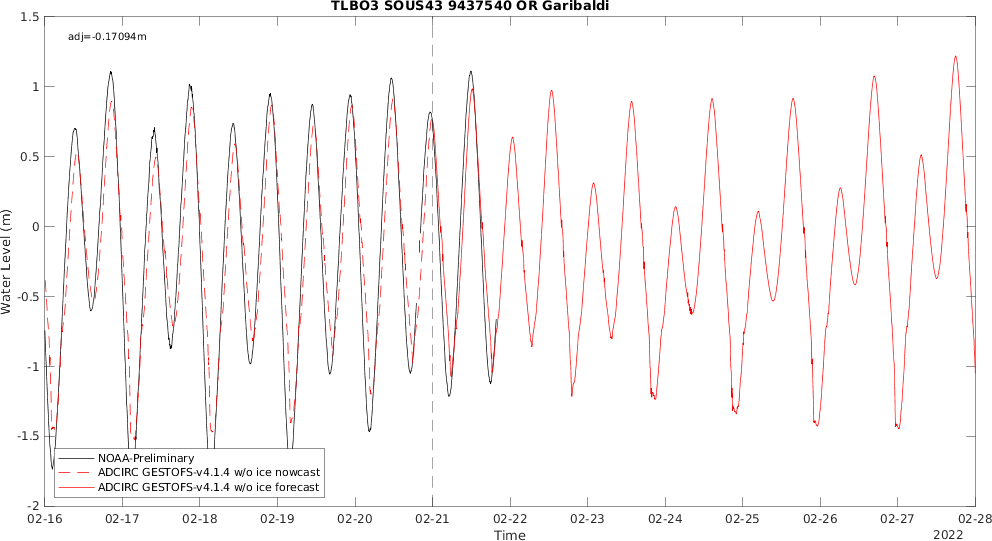 TLBO3 SOUS43 9437540 OR Garibaldi
adj=-0.17094m
1.5
1
0.5
0
-0.5
-1
-1.5
-2
Water Level (m)
NOAA-Preliminary
ADCIRC GESTOFS-v4.1.4 w/o ice nowcast
ADCIRC GESTOFS-v4.1.4 w/o ice forecast
02-16 02-17 02-18 02-19 02-20 02-21 02-22 02-23 02-24 02-25 02-26 02-27 02-28
Time
2022